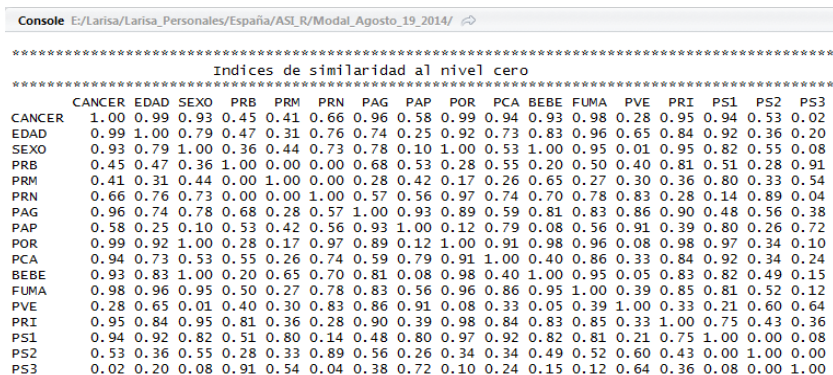 Console E:/Larisa/Larisa_Personales/España/ASI_R/Modal_Agosto_19_2014/
************************************************************************************************
Indices de similaridad al nivel cero
************************************************************************************************
CANCER EDAD SEXO PRB PRM PRN PAG PAP POR PCA BEBE FUMA PVE PRI PS1 PS2 PS3
CANCER 1.00 0.99 0.93 0.45 0.41 0.66 0.96 0.58 0.99 0.94 0.93 0.98 0.28 0.95 0.94 0.53 0.02
EDAD 0.99 1.00 0.79 0.47 0.31 0.76 0.74 0.25 0.92 0.73 0.83 0.96 0.65 0.84 0.92 0.36 0.20
SEXO 0.93 0.79 1.00 0.36 0.44 0.73 0.78 0.10 1.00 0.53 1.00 0.95 0.01 0.95 0.82 0.55 0.08
PRB 0.45 0.47 0.36 1.00 0.00 0.00 0.68 0.53 0.28 0.55 0.20 0.50 0.40 0.81 0.51 0.28 0.91
PRM 0.41 0.31 0.44 0.00 1.00 0.00 0.28 0.42 0.17 0.26 0.65 0.27 0.30 0.36 0.80 0.33 0.54
PRN 0.66 0.76 0.73 0.00 0.00 1.00 0.57 0.56 0.97 0.74 0.70 0.78 0.83 0.28 0.14 0.89 0.04
PAG 0.96 0.74 0.78 0.68 0.28 0.57 1.00 0.93 0.89 0.59 0.81 0.83 0.86 0.90 0.48 0.56 0.38
PAP 0.58 0.25 0.10 0.53 0.42 0.56 0.93 1.00 0.12 0.79 0.08 0.56 0.91 0.39 0.80 0.26 0.72
POR 0.99 0.92 1.00 0.28 0.17 0.97 0.89 0.12 1.00 0.91 0.98 0.96 0.08 0.98 0.97 0.34 0.10
PCA 0.94 0.73 0.53 0.55 0.26 0.74 0.59 0.79 0.91 1.00 0.40 0.86 0.33 0.84 0.92 0.34 0.24
BEBE 0.93 0.83 1.00 0.20 0.65 0.70 0.81 0.08 0.98 0.40 1.00 0.95 0.05 0.83 0.82 0.49 0.15
FUMA 0.98 0.96 0.95 0.50 0.27 0.78 0.83 0.56 0.96 0.86 0.95 1.00 0.39 0.85 0.81 0.52 0.12
PVE 0.28 0.65 0.01 0.40 0.30 0.83 0.86 0.91 0.08 0.33 0.05 0.39 1.00 0.33 0.21 0.60 0.64
PRI 0.95 0.84 0.95 0.81 0.36 0.28 0.90 0.39 0.98 0.84 0.83 0.85 0.33 1.00 0.75 0.43 0.36
PS1 0.94 0.92 0.82 0.51 0.80 0.14 0.48 0.80 0.97 0.92 0.82 0.81 0.21 0.75 1.00 0.00 0.08
PS2 0.53 0.36 0.55 0.28 0.33 0.89 0.56 0.26 0.34 0.34 0.49 0.52 0.60 0.43 0.00 1.00 0.00
PS3 0.02 0.20 0.08 0.91 0.54 0.04 0.38 0.72 0.10 0.24 0.15 0.12 0.64 0.36 0.08 0.00 1.00